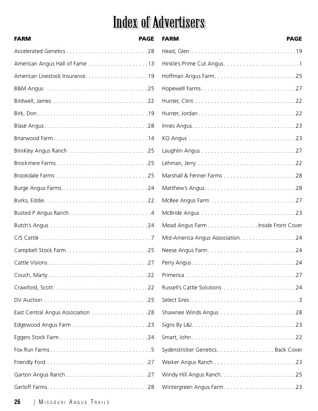 Index of Advertisers
FARM PAGE
Accelerated Genetics 28
American Angus Hall of Fame 13
American Livestock Insurance 19
B&M Angus 25
Birdwell, James 22
Birk, Don 19
Blasé Angus 28
Briarwood Farm 14
Brinkley Angus Ranch 25
Brockmere Farms 25
Brookdale Farms 25
Burge Angus Farms 24
Burks, Eddie 22
Busted P Angus Ranch 4
Butch's Angus 24
C/S Cattle 7
Campbell Stock Farm 25
Cattle Visions 27
Couch, Marty 22
Crawford, Scott 22
DV Auction 25
East Central Angus Association 28
Edgewood Angus Farm 23
Eggers Stock Farm 24
Fox Run Farms 5
Friendly Ford 27
Garton Angus Ranch 27
Gerloff Farms 28
FARM PAGE
Head, Glen 19
Hinkle's Prime Cut Angus 1
Hoffman Angus Farm 25
Hopewell Farms 27
Hunter, Clint 22
Hunter, Jordan 22
Innes Angus 23
KO Angus 23
Laughlin Angus 27
Lehman, Jerry 22
Marshall & Fenner Farms 28
Matthew's Angus 28
McBee Angus Farm 27
McBride Angus 23
Mead Angus Farm Inside Front Cover
Mid-America Angus Association 24
Neese Angus Farm 24
Perry Angus 24
Primerica 27
Russell's Cattle Solutions 24
Select Sires 3
Shawnee Winds Angus 28
Signs By L&J 23
Smart, John 22
Sydenstricker Genetics Back Cover
Weiker Angus Ranch 23
Windy Hill Angus Ranch 25
Wintergreen Angus Farm 23
26 | MISSOURI ANGUS TRAILS